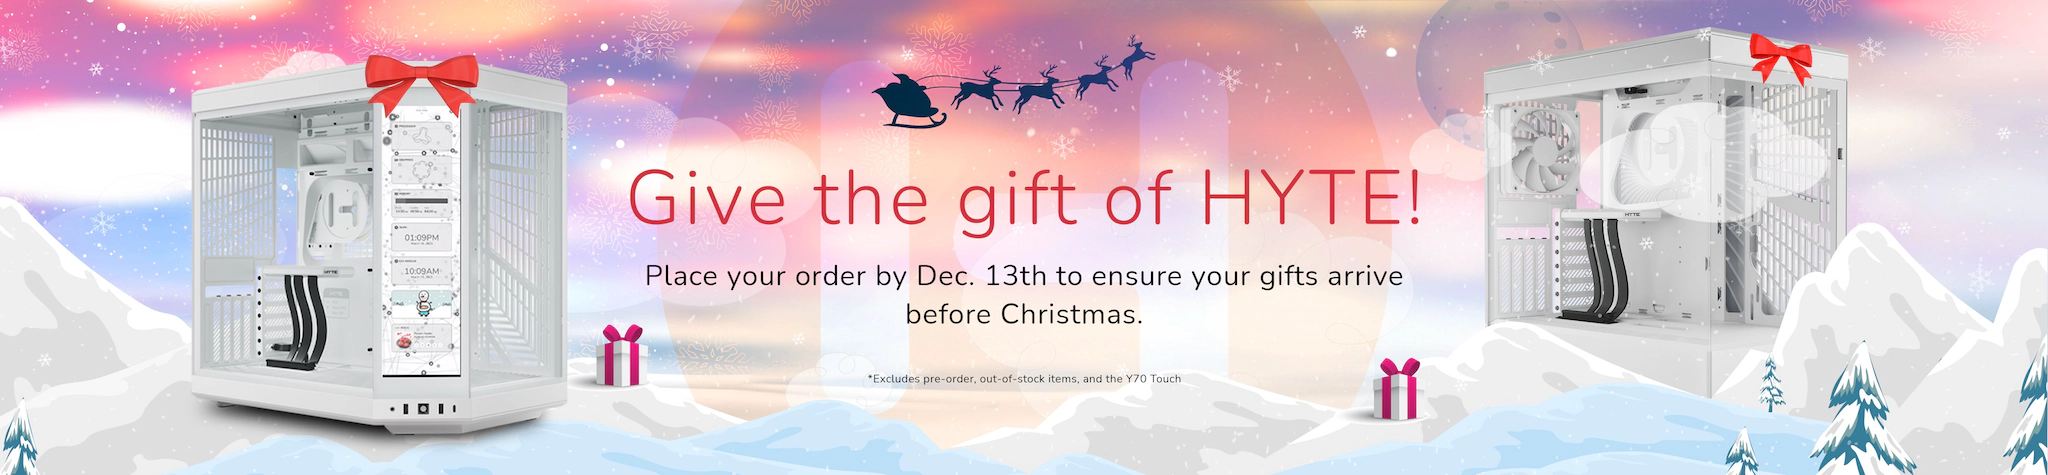 Give the gift of HYTE!
Place your order by Dec. 13th to ensure your gifts arrive
before Christmas.
*Excludes pre-order, out-of-stock items, and the Y70 Touch
01:09PM
10:09AM
HYTE
HYTE